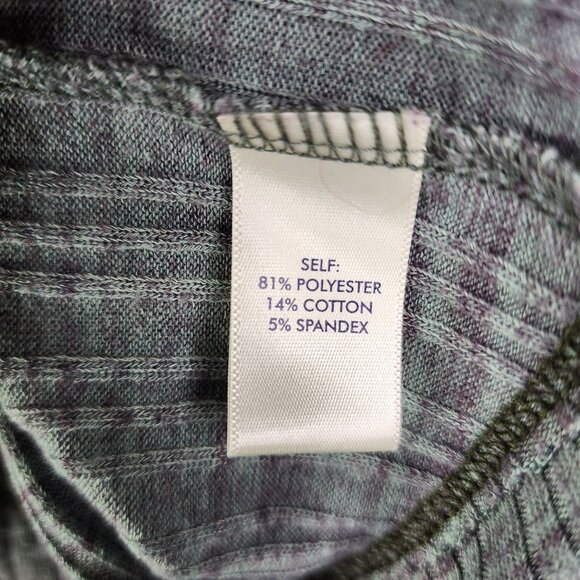 SELF:
81% POLYESTER
14% COTTON
5% SPANDEX